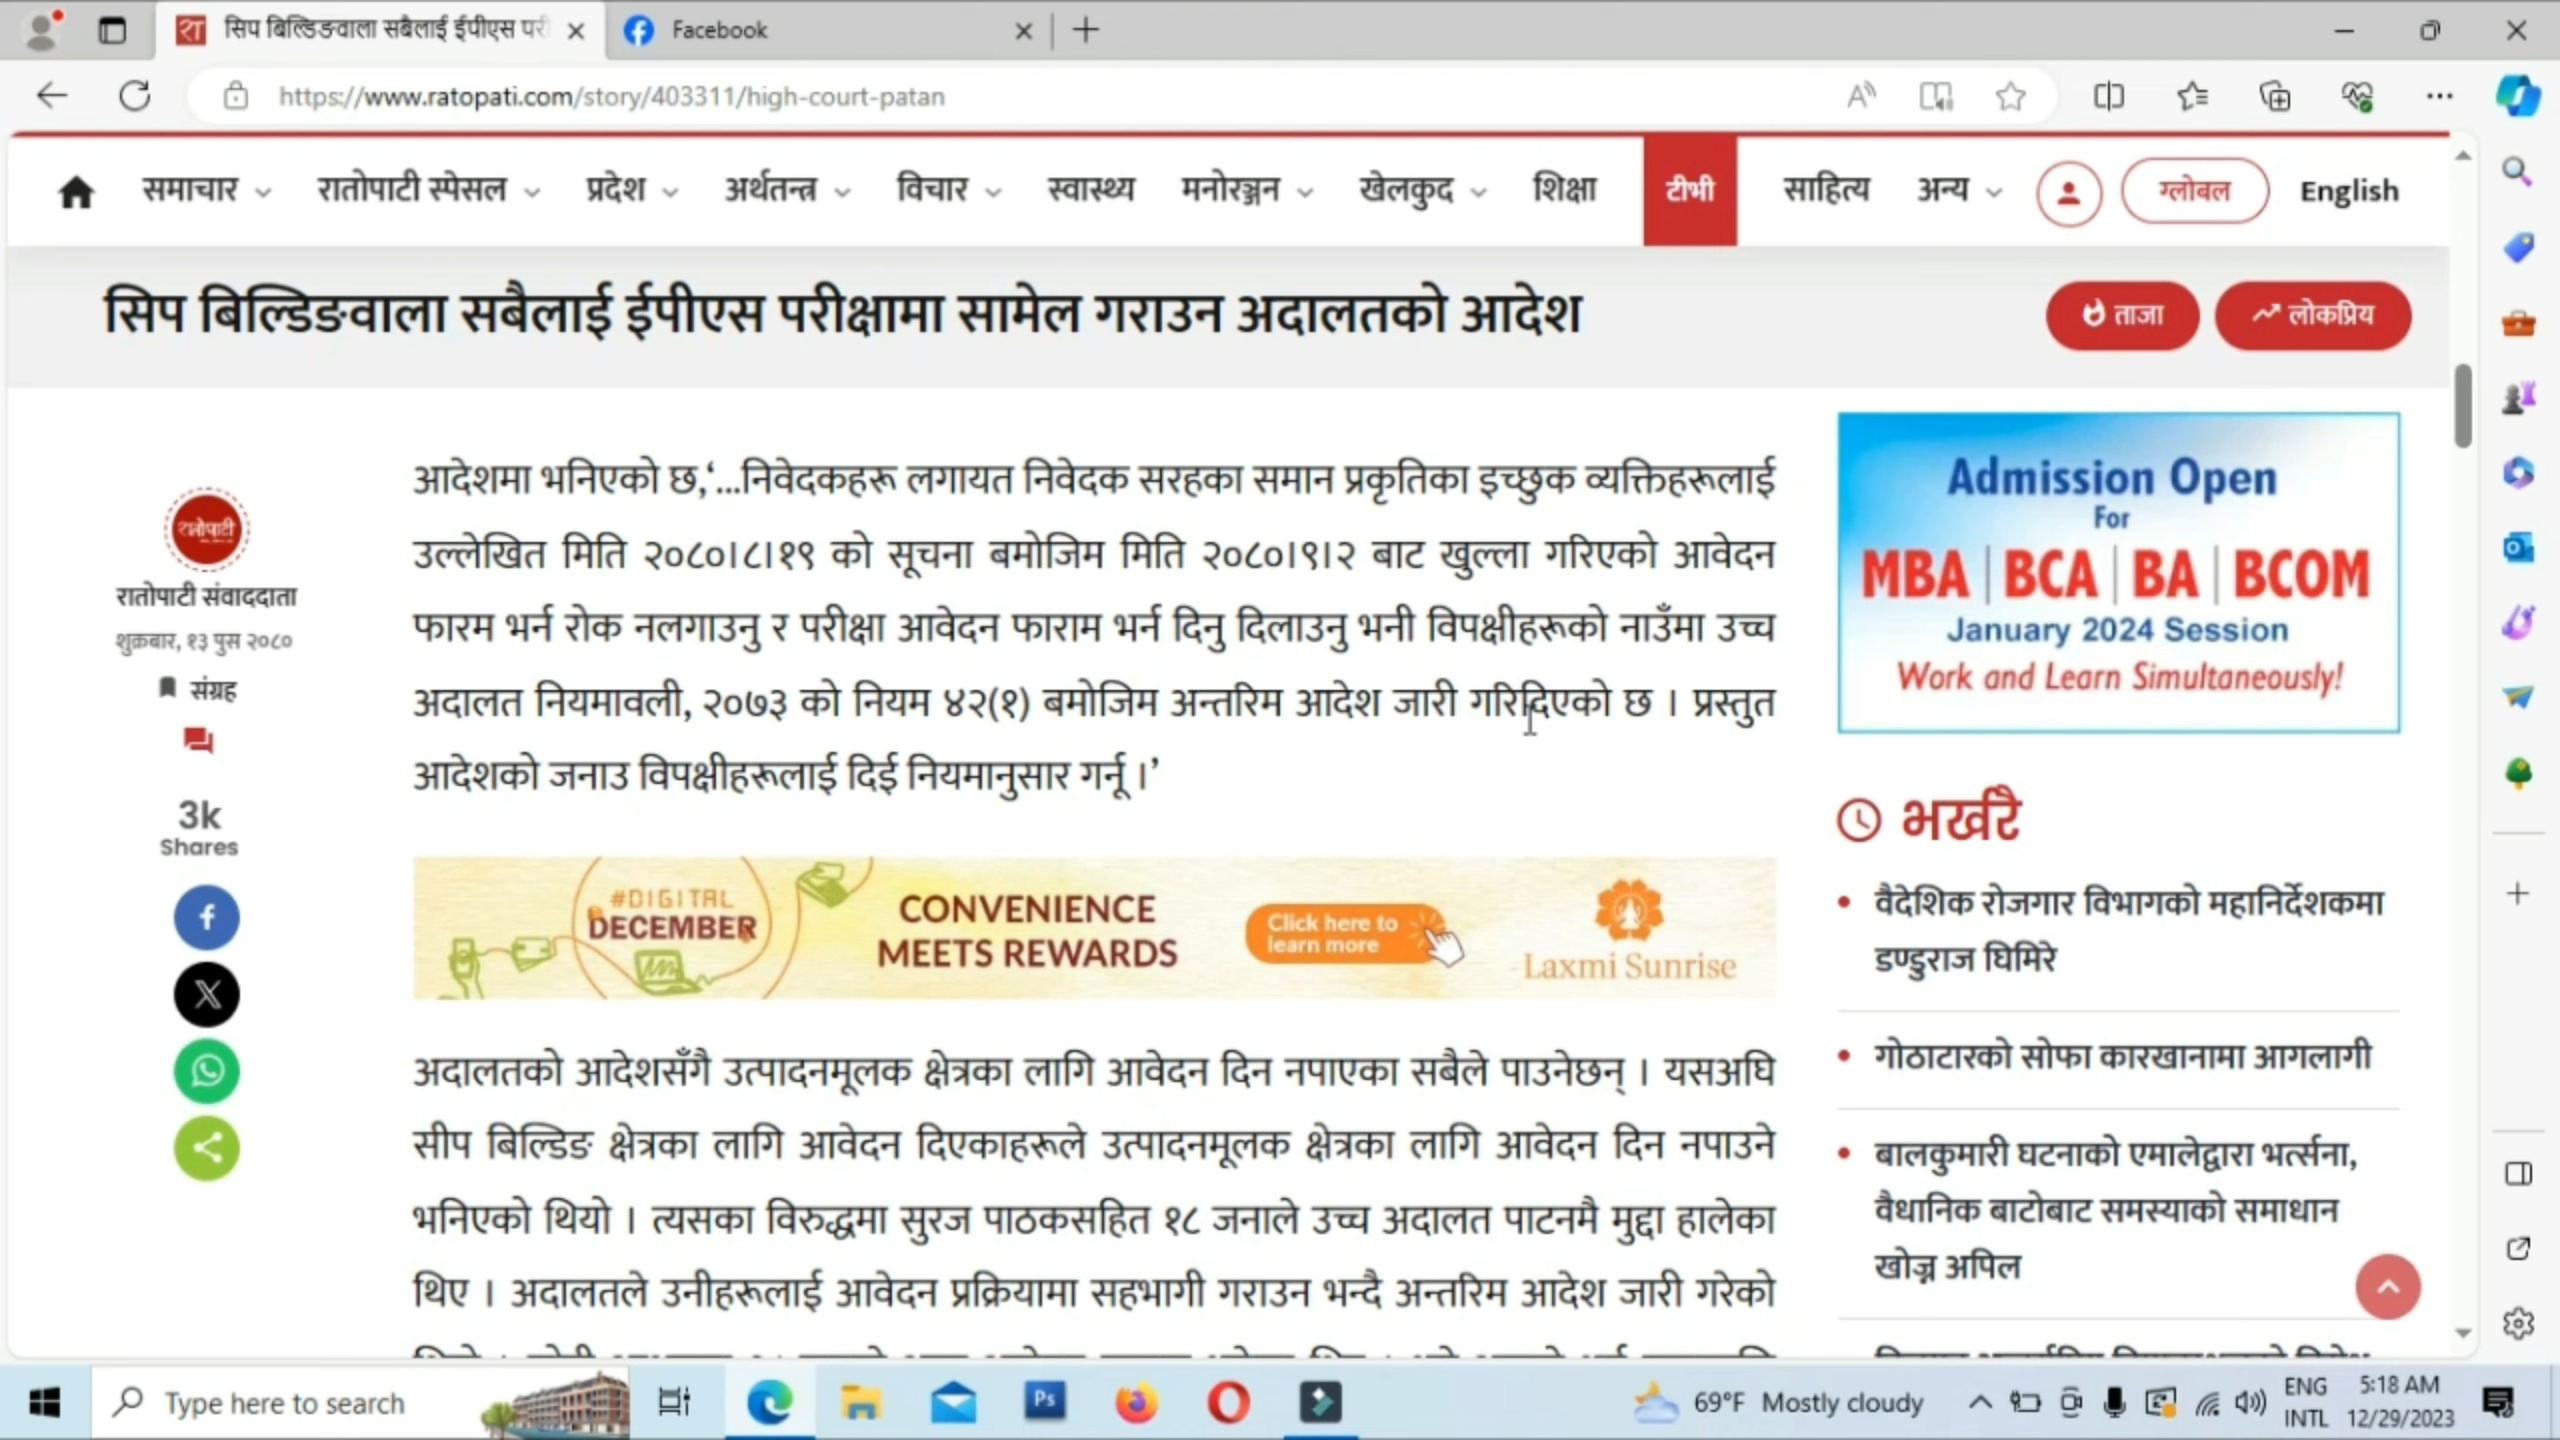 सिप बिल्डिङवाला सबैलाई ईपीएस परी
Facebook
https://www.ratopati.com/story/403311/high-court-patan
समाचार रातोपाटी स्पेसल प्रदेश अर्थतन्त्र विचार स्वास्थ्य मनोरञ्जन खेलकुद शिक्षा टीभी साहित्य अन्य ग्लोबल English
सिप बिल्डिङवाला सबैलाई ईपीएस परीक्षामा सामेल गराउन अदालतको आदेश
ताजा
लोकप्रिय
रातोपाटी
रातोपाटी संवाददाता
शुक्रबार, १३ पुस २०८०
संग्रह
3k
Shares
आदेशमा भनिएको छ,‘...निवेदकहरू लगायत निवेदक सरहका समान प्रकृतिका इच्छुक व्यक्तिहरूलाई
उल्लेखित मिति २०८०।८।१९ को सूचना बमोजिम मिति २०८०।९।२ बाट खुल्ला गरिएको आवेदन
फारम भर्न रोक नलगाउनु र परीक्षा आवेदन फाराम भर्न दिनु दिलाउनु भनी विपक्षीहरूको नाउँमा उच्च
अदालत नियमावली, २०७३ को नियम ४२(१) बमोजिम अन्तरिम आदेश जारी गरिदिएको छ । प्रस्तुत
आदेशको जनाउ विपक्षीहरूलाई दिई नियमानुसार गर्नू ।’
#DIGITAL
DECEMBER
CONVENIENCE
MEETS REWARDS
Click here to
learn more
Laxmi Sunrise
अदालतको आदेशसँगै उत्पादनमूलक क्षेत्रका लागि आवेदन दिन नपाएका सबैले पाउनेछन् । यसअघि
सीप बिल्डिङ क्षेत्रका लागि आवेदन दिएकाहरूले उत्पादनमूलक क्षेत्रका लागि आवेदन दिन नपाउने
भनिएको थियो । त्यसका विरुद्धमा सुरज पाठकसहित १८ जनाले उच्च अदालत पाटनमै मुद्दा हालेका
थिए । अदालतले उनीहरूलाई आवेदन प्रक्रियामा सहभागी गराउन भन्दै अन्तरिम आदेश जारी गरेको
Admission Open
For
MBA | BCA | BA | BCOM
January 2024 Session
Work and Learn Simultaneously!
भर्खरै
वैदेशिक रोजगार विभागको महानिर्देशकमा
डण्डुराज घिमिरे
गोठाटारको सोफा कारखानामा आगलागी
बालकुमारी घटनाको एमालेद्वारा भर्त्सना,
वैधानिक बाटोबाट समस्याको समाधान
खोज्न अपिल
Type here to search
Ps
69°F Mostly cloudy
ENG
INTL
5:18 AM
12/29/2023